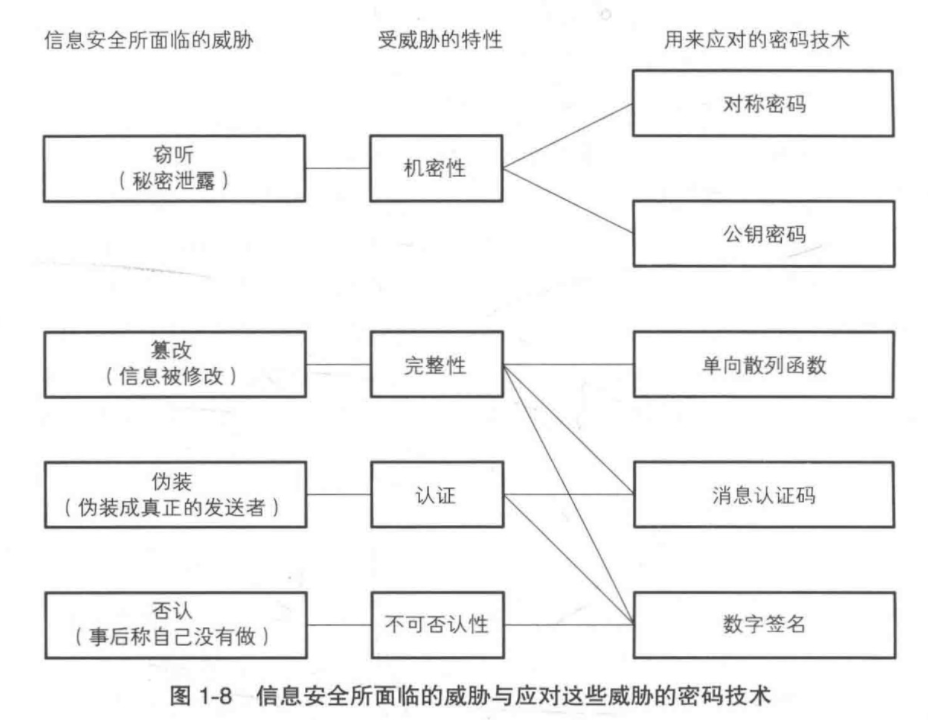 信息安全所面临的威胁
受威胁的特性
用来应对的密码技术
窃听
（秘密泄露）
机密性
对称密码
公钥密码
篡改
（信息被修改）
完整性
单向散列函数
伪装
（伪装成真正的发送者）
认证
消息认证码
否认
（事后称自己没有做）
不可否认性
数字签名
图 1-8 信息安全所面临的威胁与应对这些威胁的密码技术